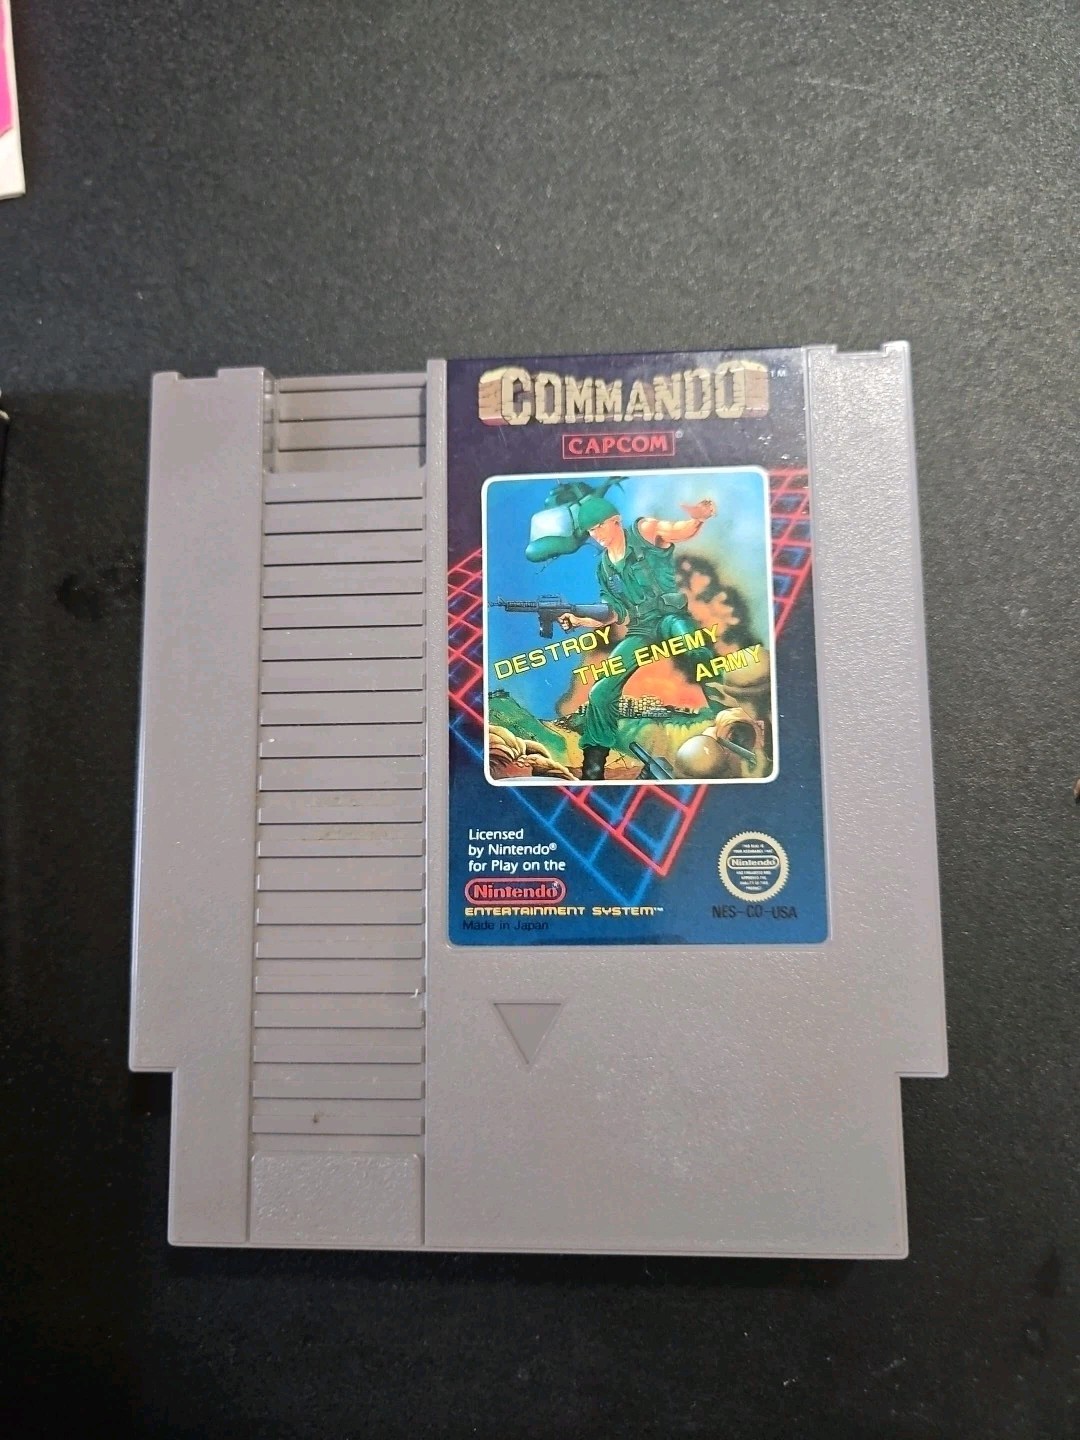 COMMANDO™
CAPCOM®
DESTROY
THE ENEMY
ARMY
Licensed
by Nintendo®
for Play on the
Nintendo®
ENTERTAINMENT SYSTEM™
Made in Japan
Nintendo
NES-CO-USA